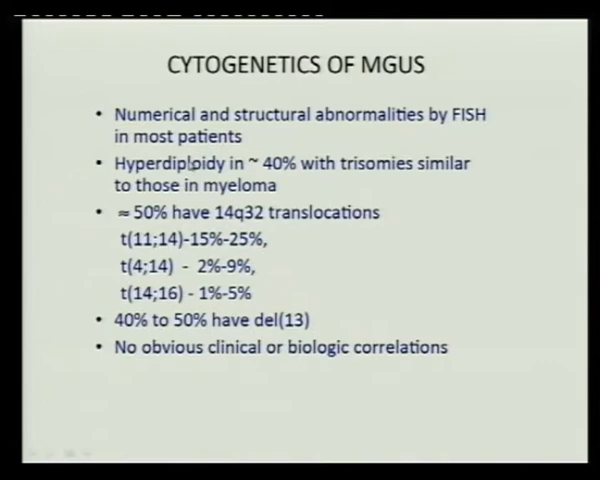 CYTOGENETICS OF MGUS
• Numerical and structural abnormalities by FISH
in most patients
• Hyperdiploidy in ~ 40% with trisomies similar
to those in myeloma
• ≈ 50% have 14q32 translocations
t(11;14)-15%-25%,
t(4;14) - 2%-9%,
t(14;16) - 1%-5%
• 40% to 50% have del(13)
• No obvious clinical or biologic correlations